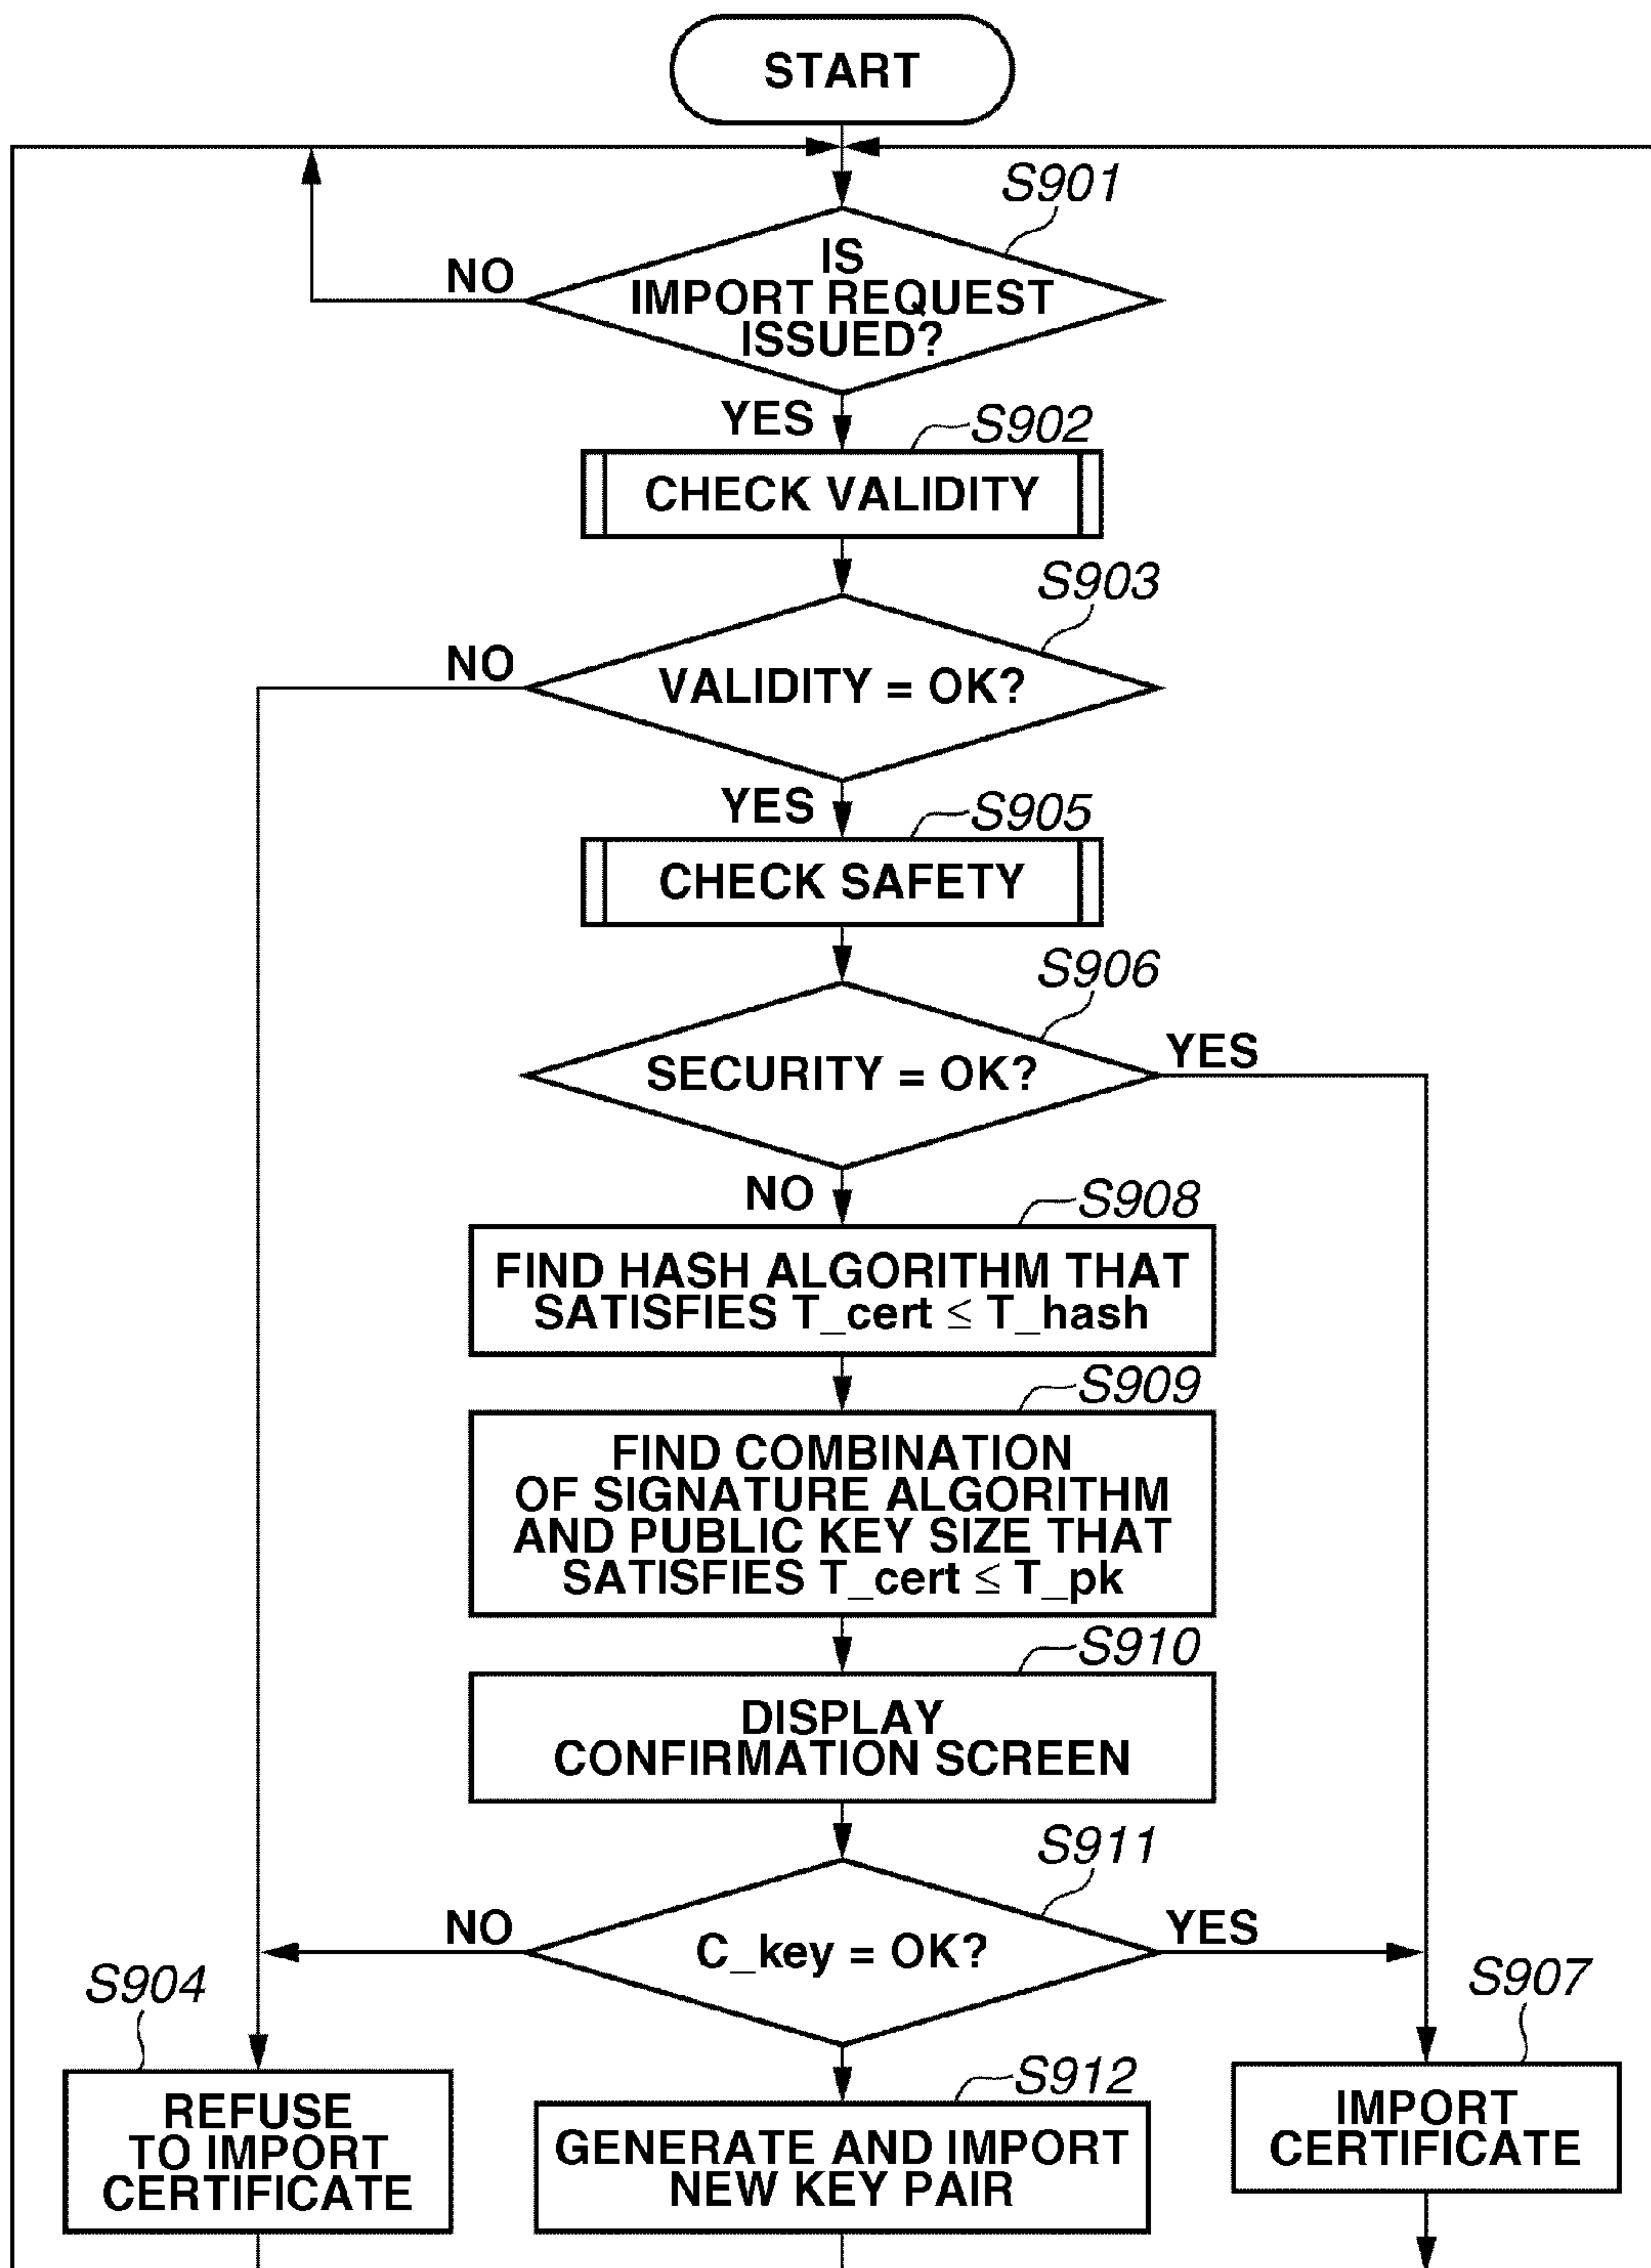 START
S901
IS
IMPORT REQUEST
ISSUED?
NO
YES
S902
CHECK VALIDITY
S903
NO
VALIDITY = OK?
YES
S905
CHECK SAFETY
S906
SECURITY = OK?
YES
NO
S908
FIND HASH ALGORITHM THAT
SATISFIES T_cert ≤ T_hash
S909
FIND COMBINATION
OF SIGNATURE ALGORITHM
AND PUBLIC KEY SIZE THAT
SATISFIES T_cert ≤ T_pk
S910
DISPLAY
CONFIRMATION SCREEN
S911
NO
C_key = OK?
YES
S904
REFUSE
TO IMPORT
CERTIFICATE
S912
GENERATE AND IMPORT
NEW KEY PAIR
S907
IMPORT
CERTIFICATE